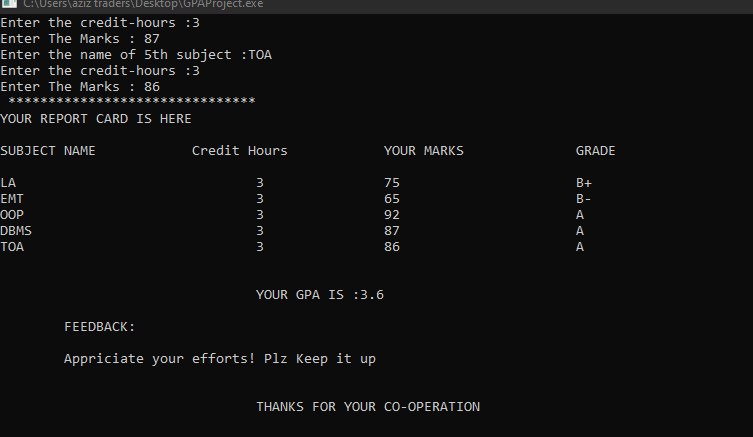 C:\Users\aziz traders\Desktop\GPAProject.exe
Enter the credit-hours :3
Enter The Marks : 87
Enter the name of 5th subject :TOA
Enter the credit-hours :3
Enter The Marks : 86
*******************************
YOUR REPORT CARD IS HERE
SUBJECT NAME Credit Hours YOUR MARKS GRADE
LA 3 75 B+
EMT 3 65 B-
OOP 3 92 A
DBMS 3 87 A
TOA 3 86 A
YOUR GPA IS :3.6
FEEDBACK:
Appriciate your efforts! Plz Keep it up
THANKS FOR YOUR CO-OPERATION